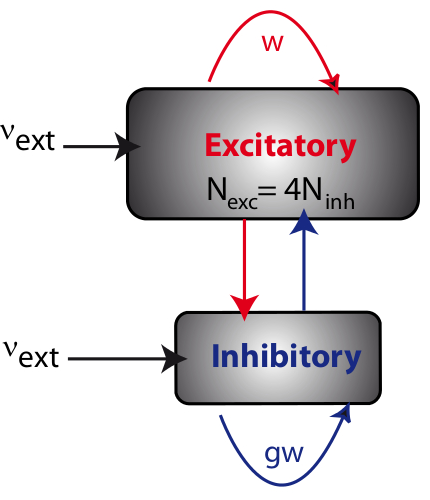 w
νext
Excitatory
Nexc= 4Ninh
νext
Inhibitory
gw